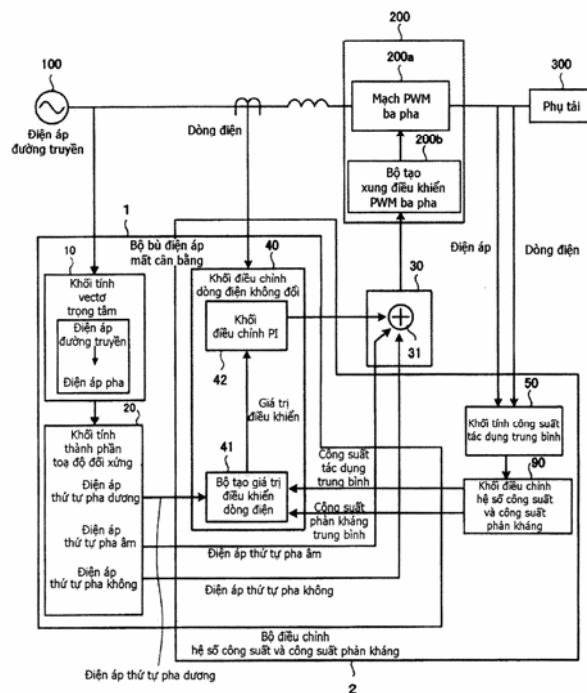 200
100
200a
300
Mạch PWM
ba pha
Phụ tải
Điện áp
đường truyền
Dòng điện
200b
Bộ tạo
xung điều khiển
PWM ba pha
1
Bộ bù điện áp
mất cân bằng
Điện áp
Dòng điện
10
40
30
Khối tính
vectơ
trọng tâm
Khối điều chỉnh
dòng điện không đổi
Điện áp
đường truyền
Điện áp pha
Khối
điều chỉnh PI
31
42
50
Giá trị
điều khiển
Khối tính công suất
tác dụng trung bình
20
Khối tính
thành phần
toạ độ đối xứng
41
Công suất
tác dụng
trung bình
90
Khối điều chỉnh
hệ số công suất
và công suất
phản kháng
Điện áp
thứ tự pha dương
Bộ tạo giá trị
điều khiển
dòng điện
Công suất
phản kháng
trung bình
Điện áp
thứ tự pha âm
Điện áp thứ tự pha âm
Điện áp
thứ tự pha không
Điện áp thứ tự pha không
Bộ điều chỉnh
hệ số công suất và công suất phản kháng
Điện áp thứ tự pha dương
2